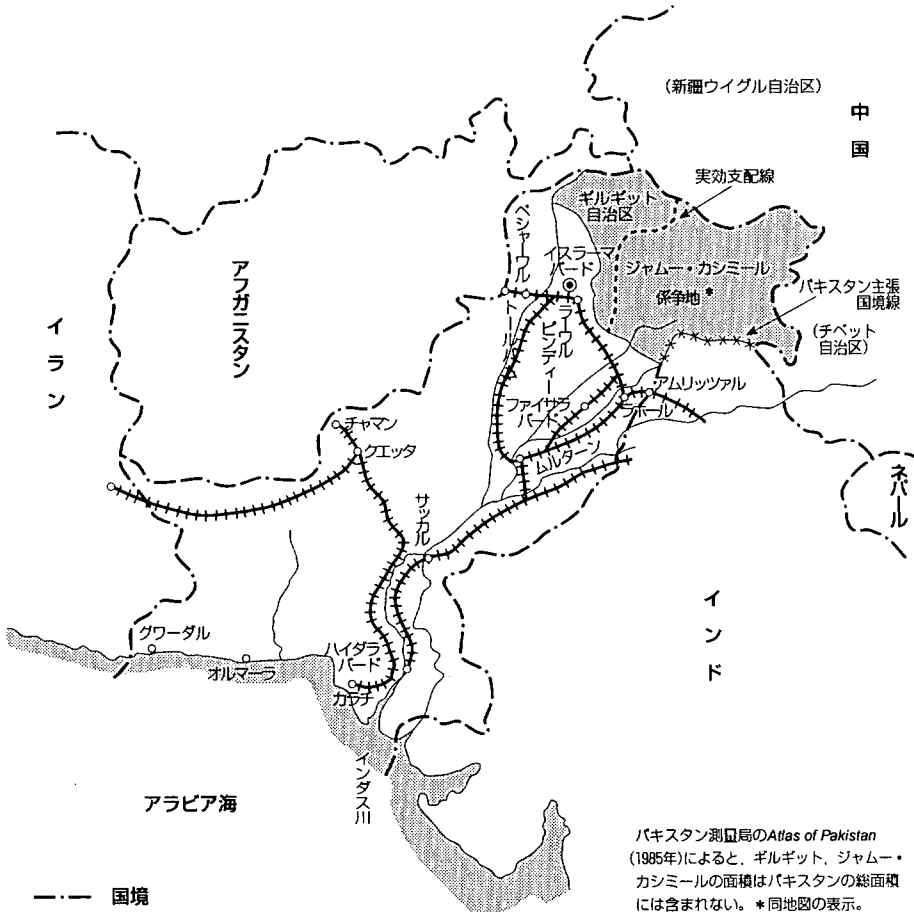 (新疆ウイグル自治区)
中国
実効支配線
ギルギット
自治区
ペシャーワル
イスラーマ
バード
ジャムー・カシミール
係争地*
パキスタン主張
国境線
(チベット
自治区)
アフガニスタン
イラン
トールハム
ラーワル
ピンディー
ファイサラ
バード
アムリッツァル
ラホール
チャマン
クエッタ
ムルターン
サッカル
ネパール
インド
グワーダル
オルマーラ
ハイダラ
バード
カラチ
インダス川
アラビア海
パキスタン測量局のAtlas of Pakistan
(1985年)によると、ギルギット、ジャムー・
カシミールの面積はパキスタンの総面積
には含まれない。*同地図の表示。
国境